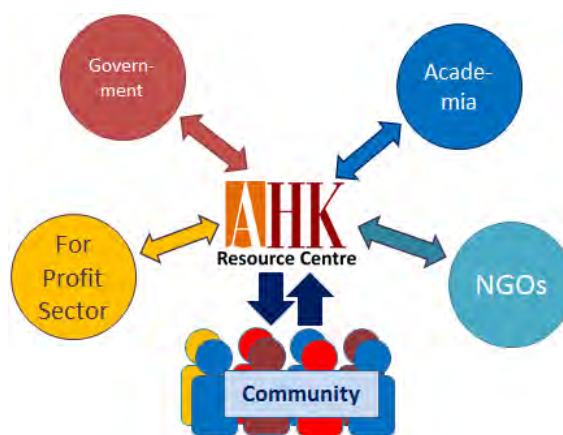 Govern-
ment
Acade-
mia
AHK
Resource Centre
For
Profit
Sector
NGOs
Community